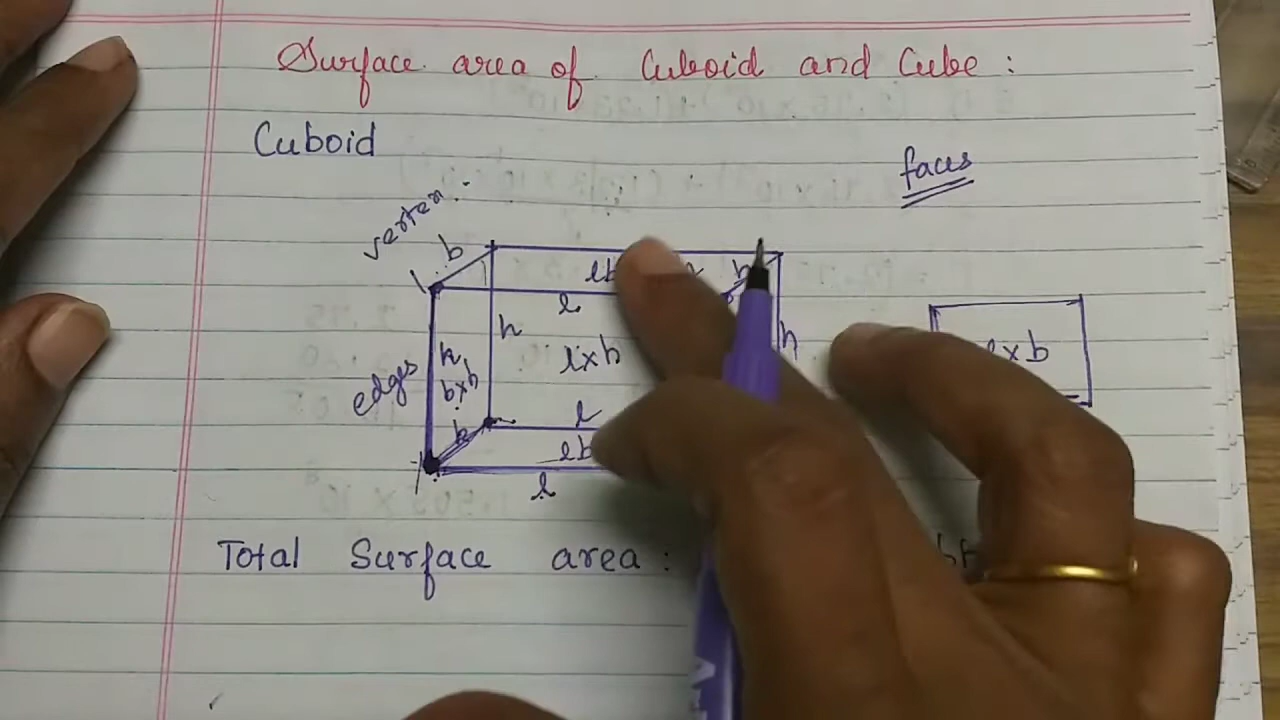 Surface area of Cuboid and Cube :
Cuboid
faces
vertex
b
lb
b
l
h
h
h
l×h
l×b
edges
b×h
l
b
lb
l
Total Surface area :